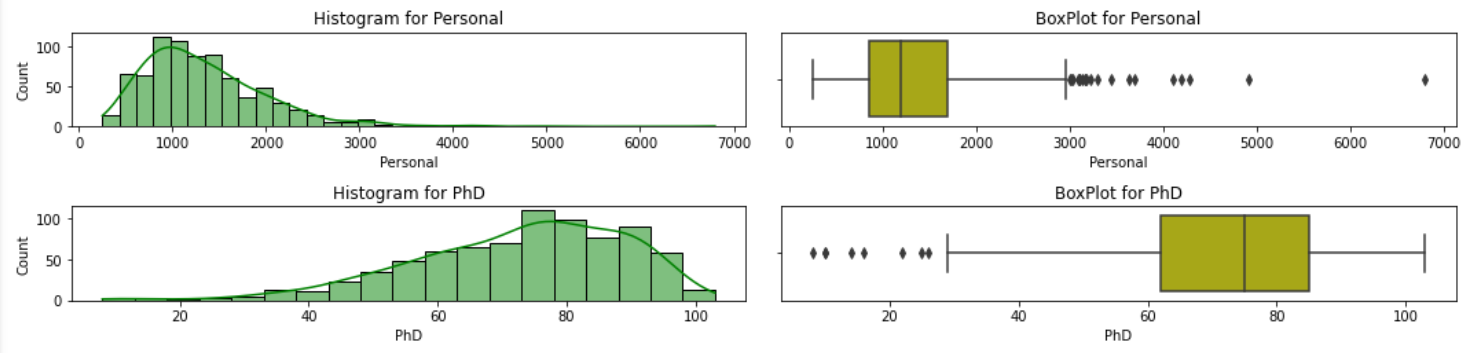 Histogram for Personal
100
50
0
Count
0 1000 2000 3000 4000 5000 6000 7000
Personal
BoxPlot for Personal
0 1000 2000 3000 4000 5000 6000 7000
Personal
Histogram for PhD
100
50
0
Count
20 40 60 80 100
PhD
BoxPlot for PhD
20 40 60 80 100
PhD